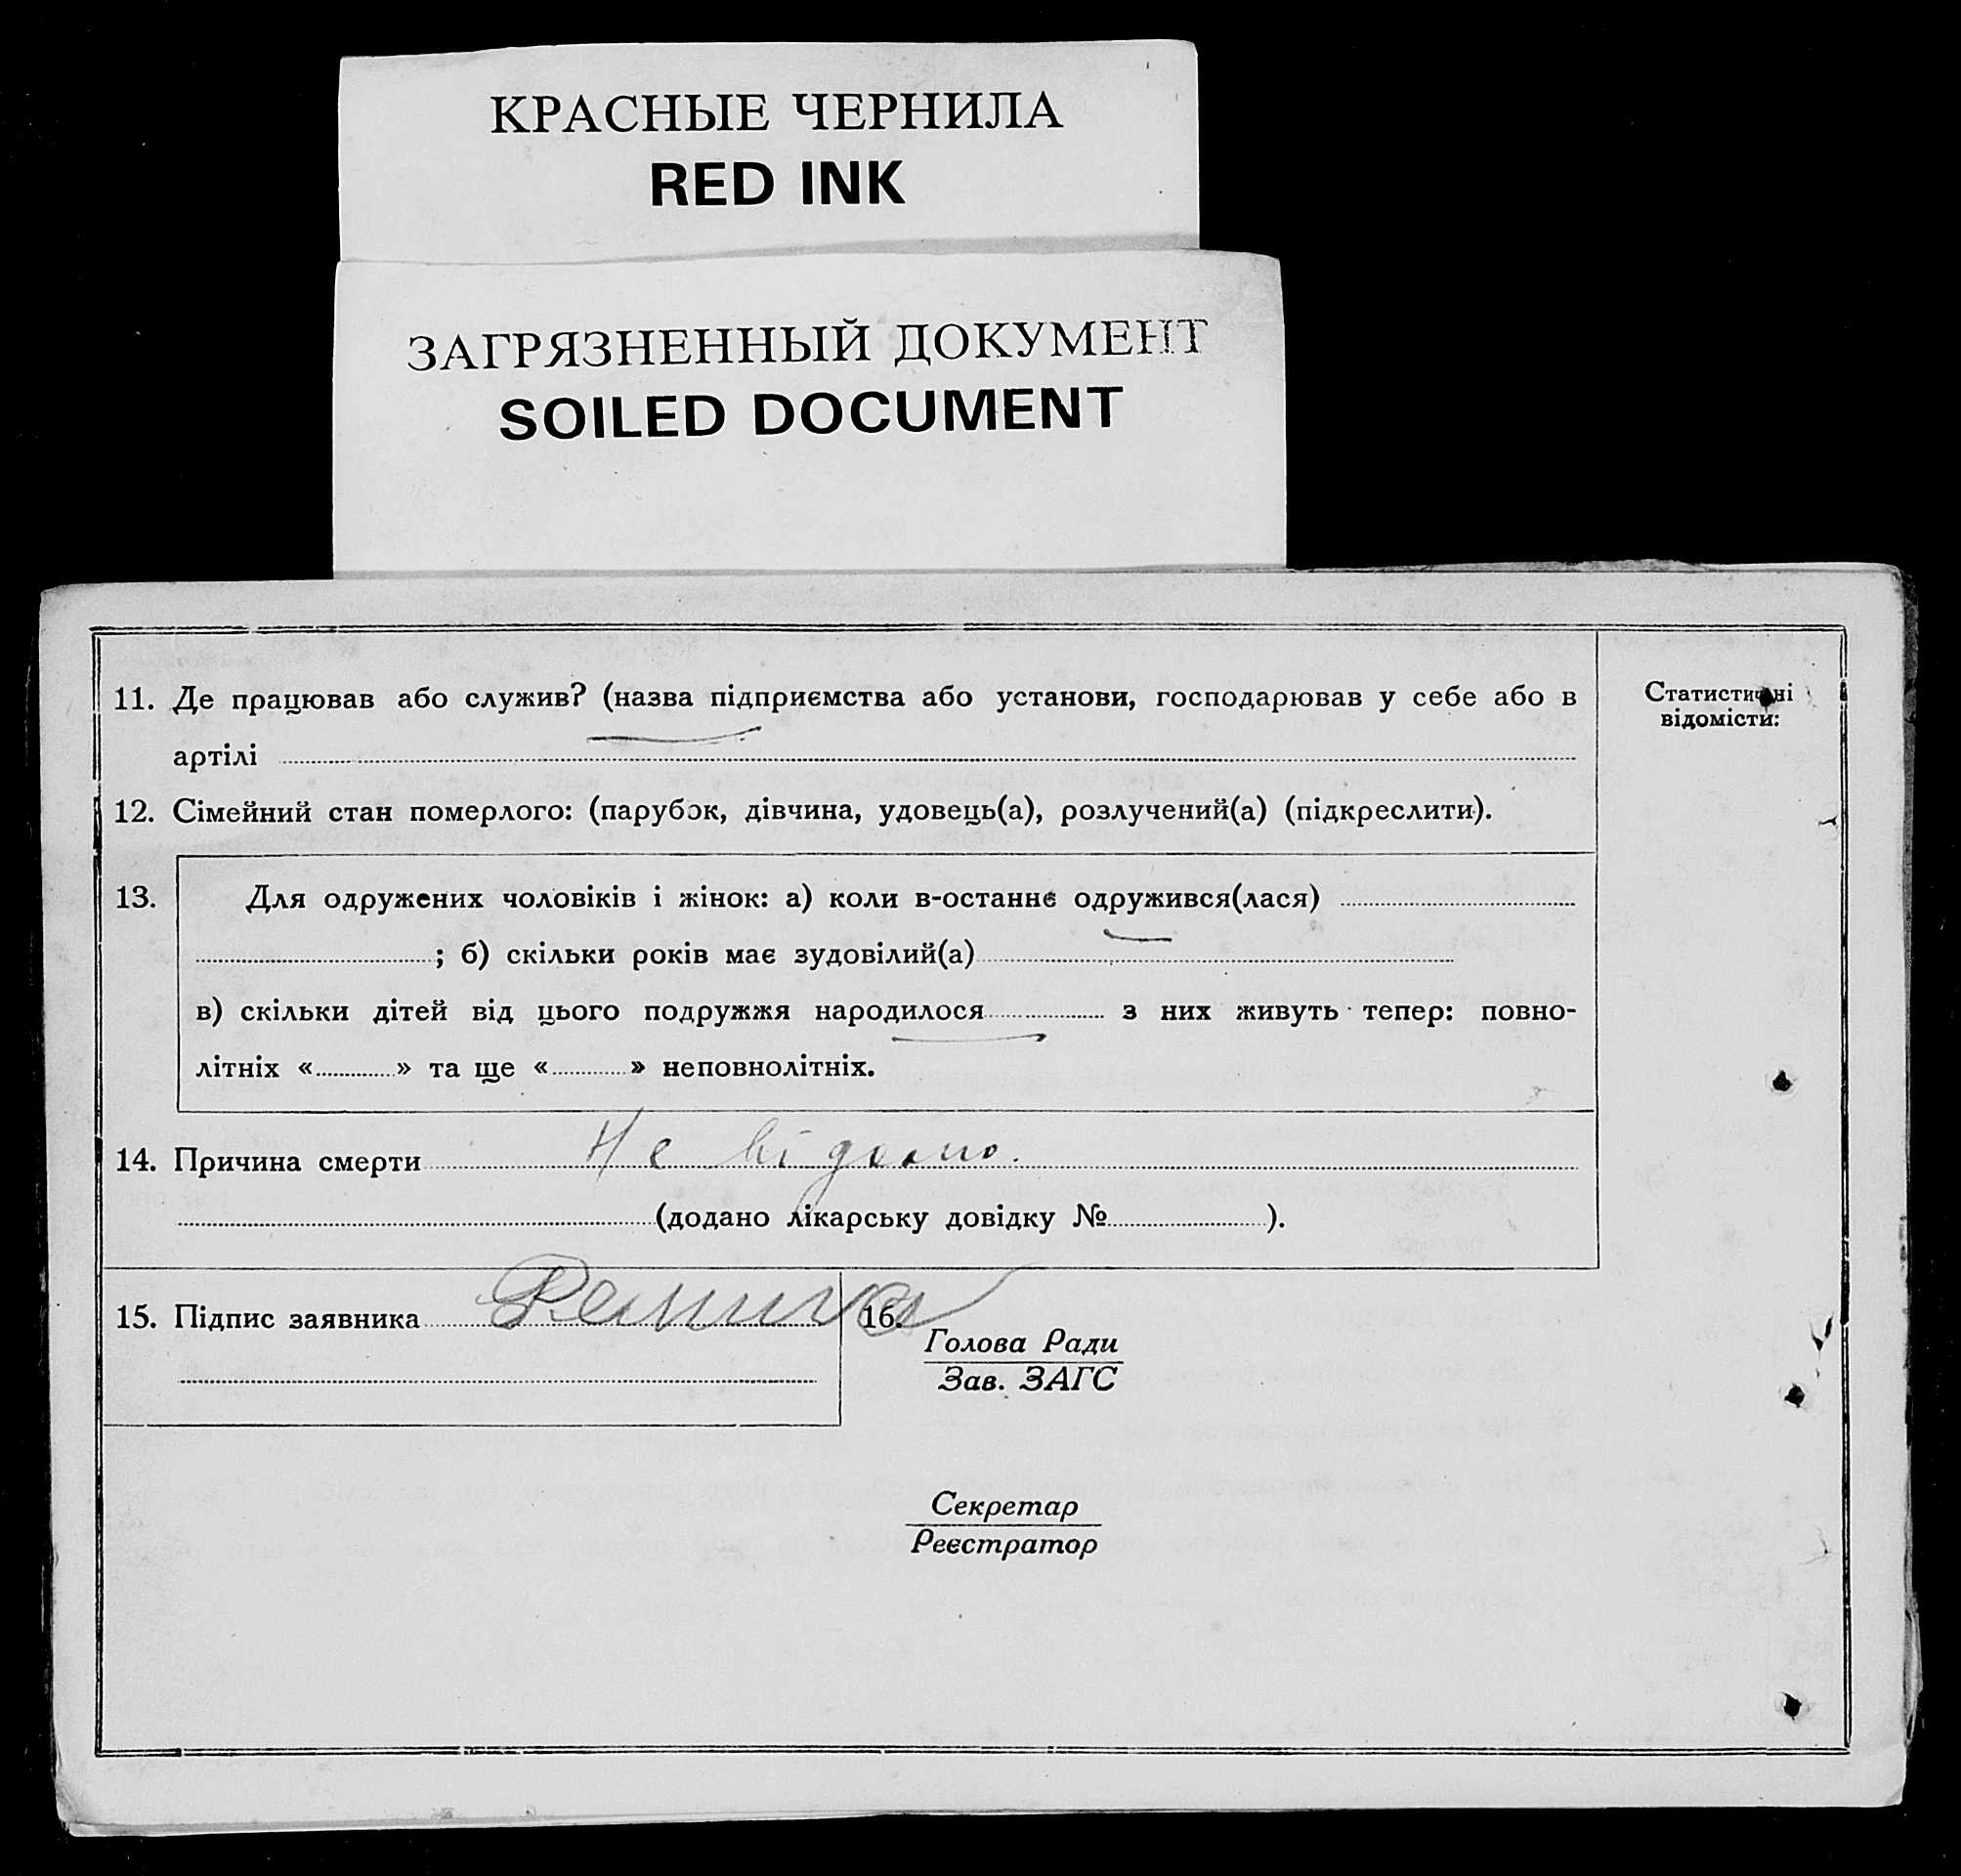 КРАСНЫЕ ЧЕРНИЛА
RED INK
ЗАГРЯЗНЕННЫЙ ДОКУМЕНТ
SOILED DOCUMENT
11. Де працював або служив? (назва підприємства або установи, господарював у себе або в
артілі
Статистичні
відомісти:
12. Сімейний стан померлого: (парубок, дівчина, удовець(а), розлучений(а) (підкреслити).
13. Для одружених чоловіків і жінок: а) коли в-останнє одружився(лася)
; б) скільки років має зудовілий(а)
в) скільки дітей від цього подружжя народилося з них живуть тепер: повно-
літніх « » та ще « » неповнолітніх.
14. Причина смерти Не відомо.
(додано лікарську довідку № ).
15. Підпис заявника
16.
Голова Ради
Зав. ЗАГС
Секретар
Реєстратор